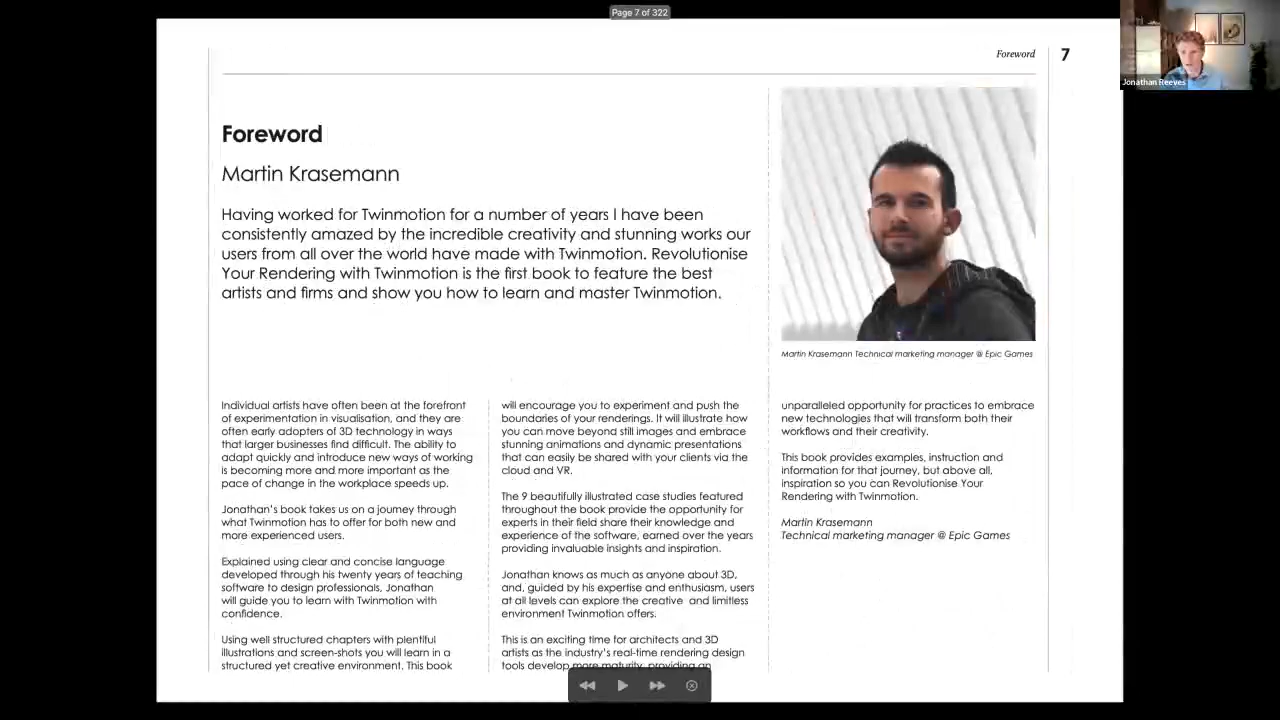 Page 7 of 322
Jonathan Reeves
Foreword
7
Foreword
Martin Krasemann
Having worked for Twinmotion for a number of years I have been
consistently amazed by the incredible creativity and stunning works our
users from all over the world have made with Twinmotion. Revolutionise
Your Rendering with Twinmotion is the first book to feature the best
artists and firms and show you how to learn and master Twinmotion.
Martin Krasemann Technical marketing manager @ Epic Games
Individual artists have often been at the forefront
of experimentation in visualisation, and they are
often early adopters of 3D technology in ways
that larger businesses find difficult. The ability to
adapt quickly and introduce new ways of working
is becoming more and more important as the
pace of change in the workplace speeds up.
Jonathan's book takes us on a journey through
what Twinmotion has to offer for both new and
more experienced users.
Explained using clear and concise language
developed through his twenty years of teaching
software to design professionals, Jonathan
will guide you to learn with Twinmotion with
confidence.
Using well structured chapters with plentiful
illustrations and screen-shots you will learn in a
structured yet creative environment. This book
will encourage you to experiment and push the
boundaries of your renderings. It will illustrate how
you can move beyond still images and embrace
stunning animations and dynamic presentations
that can easily be shared with your clients via the
cloud and VR.
The 9 beautifully illustrated case studies featured
throughout the book provide the opportunity for
experts in their field share their knowledge and
experience of the software, earned over the years
providing invaluable insights and inspiration.
Jonathan knows as much as anyone about 3D,
and, guided by his expertise and enthusiasm, users
at all levels can explore the creative and limitless
environment Twinmotion offers.
This is an exciting time for architects and 3D
artists as the industry's real-time rendering design
tools develop more maturity, providing an
unparalleled opportunity for practices to embrace
new technologies that will transform both their
workflows and their creativity.
This book provides examples, instruction and
information for that journey, but above all,
inspiration so you can Revolutionise Your
Rendering with Twinmotion.
Martin Krasemann
Technical marketing manager @ Epic Games